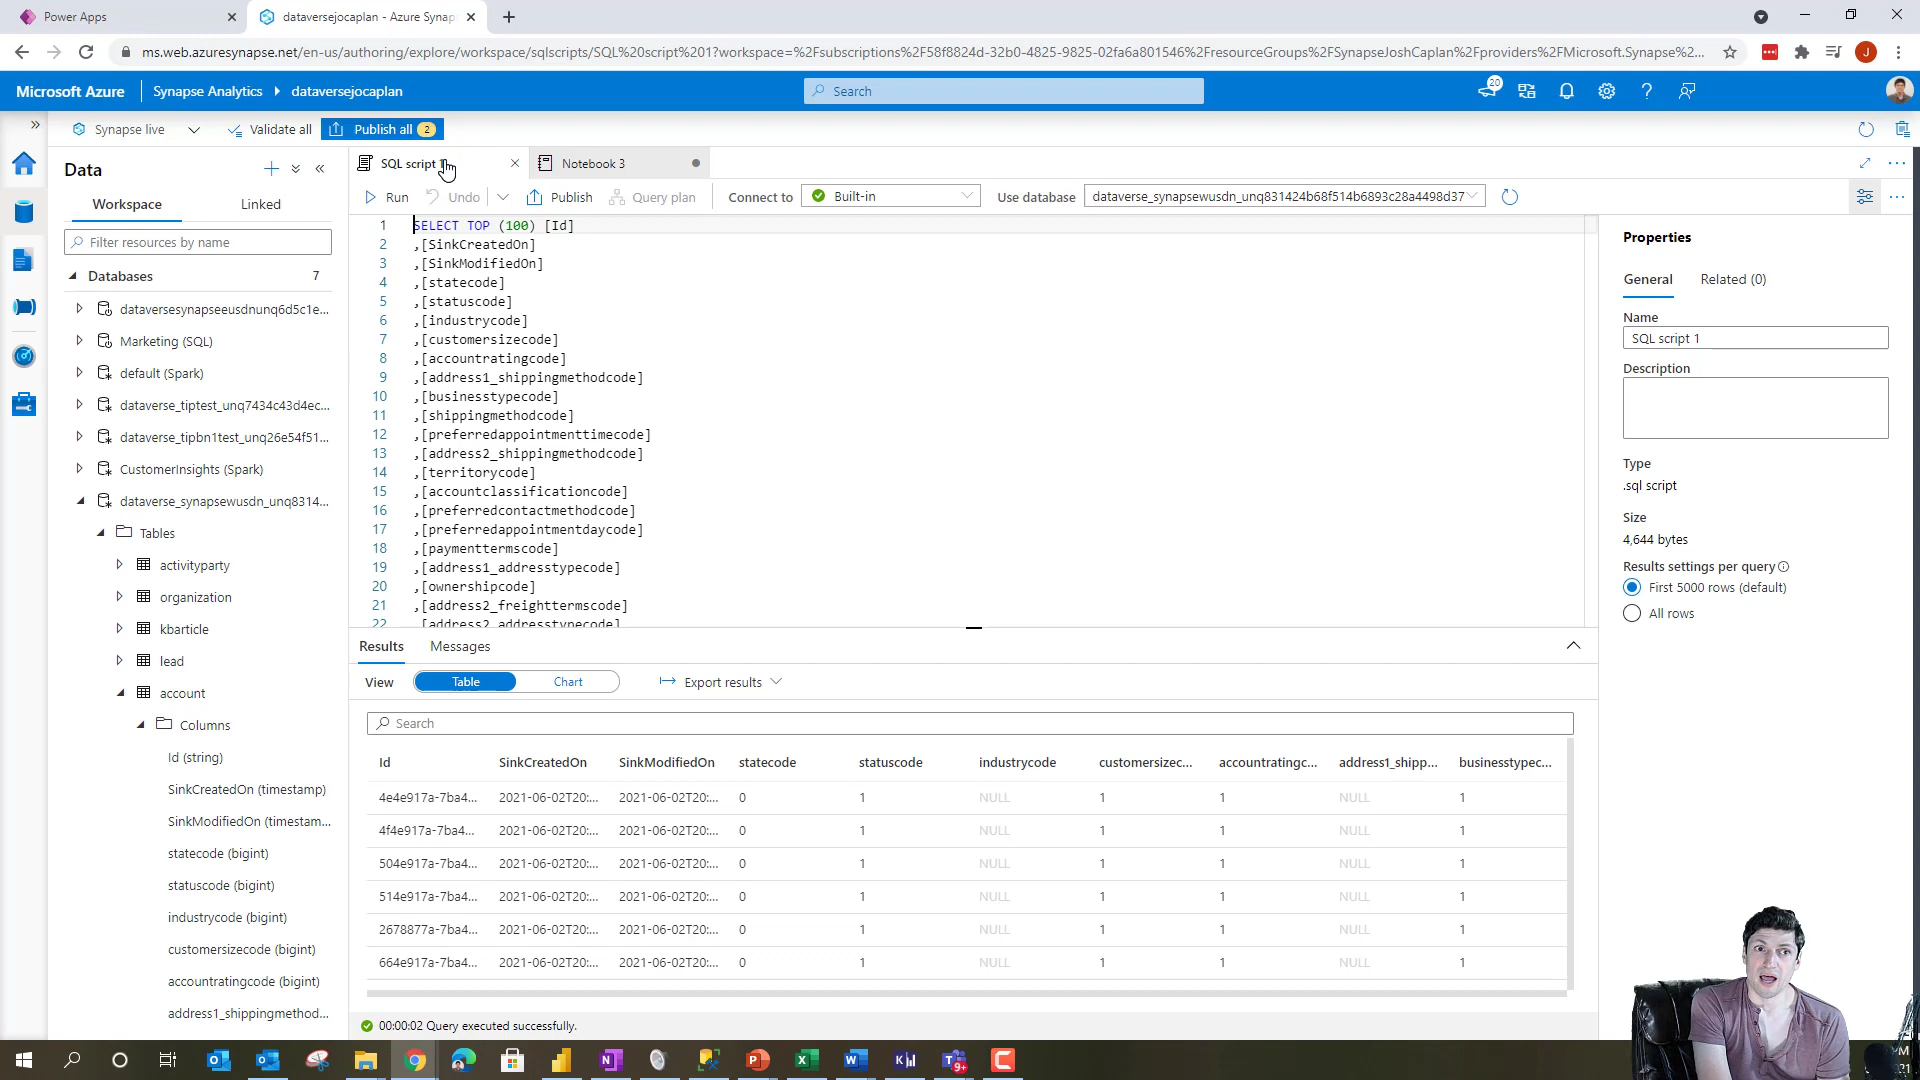 Power Apps
dataversejocaplan - Azure Synap
ms.web.azuresynapse.net/en-us/authoring/explore/workspace/sqlscripts/SQL%20script%201?workspace=%2Fsubscriptions%2F58f8824d-32b0-4825-9825-02fa6a801546%2FresourceGroups%2FSynapseJoshCaplan%2Fproviders%2FMicrosoft.Synapse%2...
J
Microsoft Azure
Synapse Analytics
dataversejocaplan
Search
20
Synapse live
Validate all
Publish all
2
Data
Workspace
Linked
Filter resources by name
Databases
7
dataversesynapseeusdnunq6d5c1e...
Marketing (SQL)
default (Spark)
dataverse_tiptest_unq7434c43d4ec...
dataverse_tipbn1test_unq26e54f51...
CustomerInsights (Spark)
dataverse_synapsewusdn_unq8314...
Tables
activityparty
organization
kbarticle
lead
account
Columns
Id (string)
SinkCreatedOn (timestamp)
SinkModifiedOn (timestam...
statecode (bigint)
statuscode (bigint)
industrycode (bigint)
customersizecode (bigint)
accountratingcode (bigint)
address1_shippingmethod...
SQL script
Notebook 3
Run
Undo
Publish
Query plan
Connect to
Built-in
Use database
dataverse_synapsewusdn_unq831424b68f514b6893c28a4498d37
1 SELECT TOP (100) [Id]
2 ,[SinkCreatedOn]
3 ,[SinkModifiedOn]
4 ,[statecode]
5 ,[statuscode]
6 ,[industrycode]
7 ,[customersizecode]
8 ,[accountratingcode]
9 ,[address1_shippingmethodcode]
10 ,[businesstypecode]
11 ,[shippingmethodcode]
12 ,[preferredappointmenttimecode]
13 ,[address2_shippingmethodcode]
14 ,[territorycode]
15 ,[accountclassificationcode]
16 ,[preferredcontactmethodcode]
17 ,[preferredappointmentdaycode]
18 ,[paymenttermscode]
19 ,[address1_addresstypecode]
20 ,[ownershipcode]
21 ,[address2_freighttermscode]
22 ,[address2_addresstypecode]
Results
Messages
View
Table
Chart
Export results
Search
Id SinkCreatedOn SinkModifiedOn statecode statuscode industrycode customersizec... accountratingc... address1_shipp... businesstypec...
4e4e917a-7ba4... 2021-06-02T20:... 2021-06-02T20:... 0 1 NULL 1 1 NULL 1
4f4e917a-7ba4... 2021-06-02T20:... 2021-06-02T20:... 0 1 NULL 1 1 NULL 1
504e917a-7ba4... 2021-06-02T20:... 2021-06-02T20:... 0 1 NULL 1 1 NULL 1
514e917a-7ba4... 2021-06-02T20:... 2021-06-02T20:... 0 1 NULL 1 1 NULL 1
2678877a-7ba4... 2021-06-02T20:... 2021-06-02T20:... 0 1 NULL 1 1 NULL 1
664e917a-7ba4... 2021-06-02T20:... 2021-06-02T20:... 0 1 NULL 1 1 NULL 1
00:00:02 Query executed successfully.
Properties
General
Related (0)
Name
SQL script 1
Description
Type
.sql script
Size
4,644 bytes
Results settings per query
First 5000 rows (default)
All rows
9+